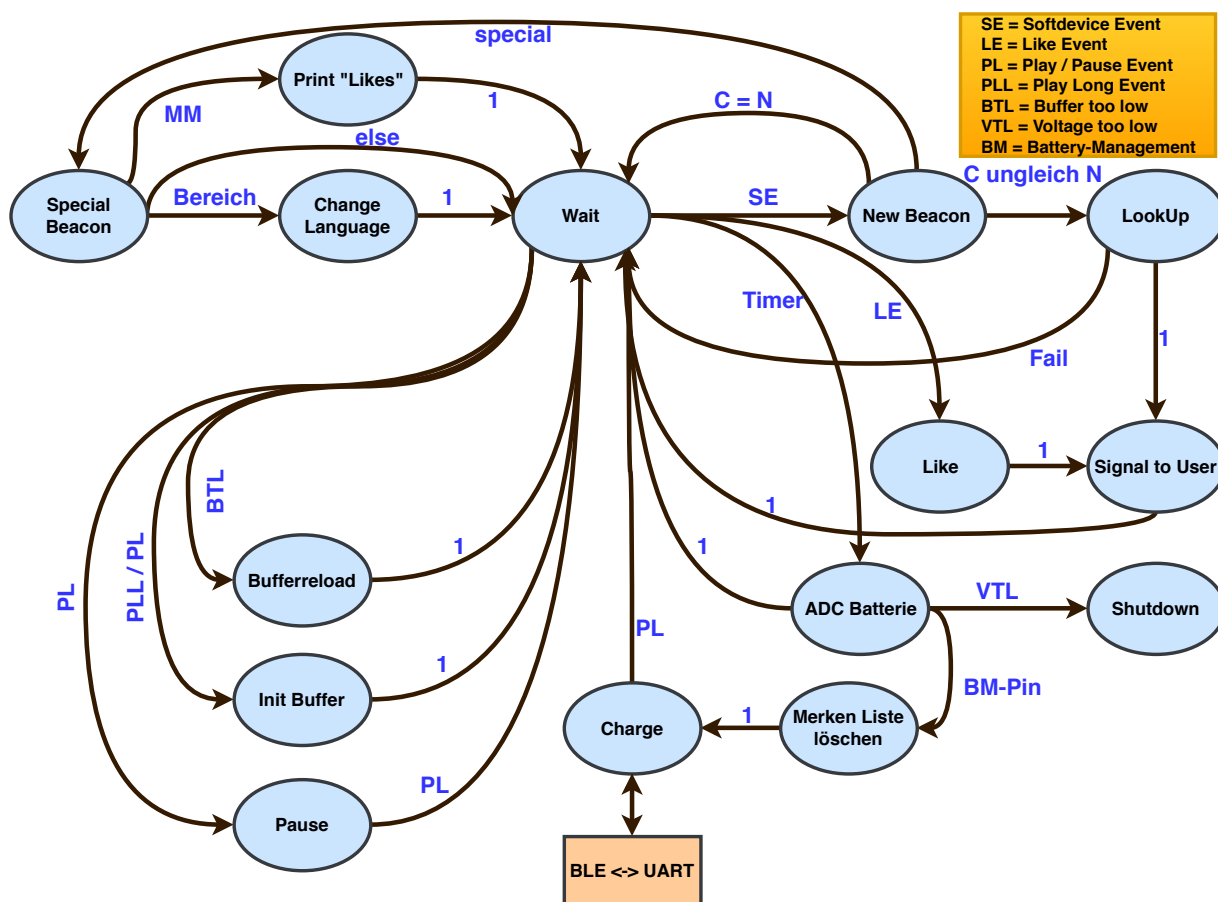 special
SE = Softdevice Event
LE = Like Event
PL = Play / Pause Event
PLL = Play Long Event
BTL = Buffer too low
VTL = Voltage too low
BM = Battery-Management
Print "Likes"
MM
1
C = N
else
Special
Beacon
Bereich
Change
Language
1
Wait
SE
New Beacon
C ungleich N
LookUp
Timer
LE
Fail
1
Like
1
Signal to User
BTL
1
1
PL
PLL / PL
Bufferreload
1
ADC Batterie
VTL
Shutdown
PL
BM-Pin
Init Buffer
1
Charge
1
Merken Liste
löschen
Pause
PL
BLE <-> UART